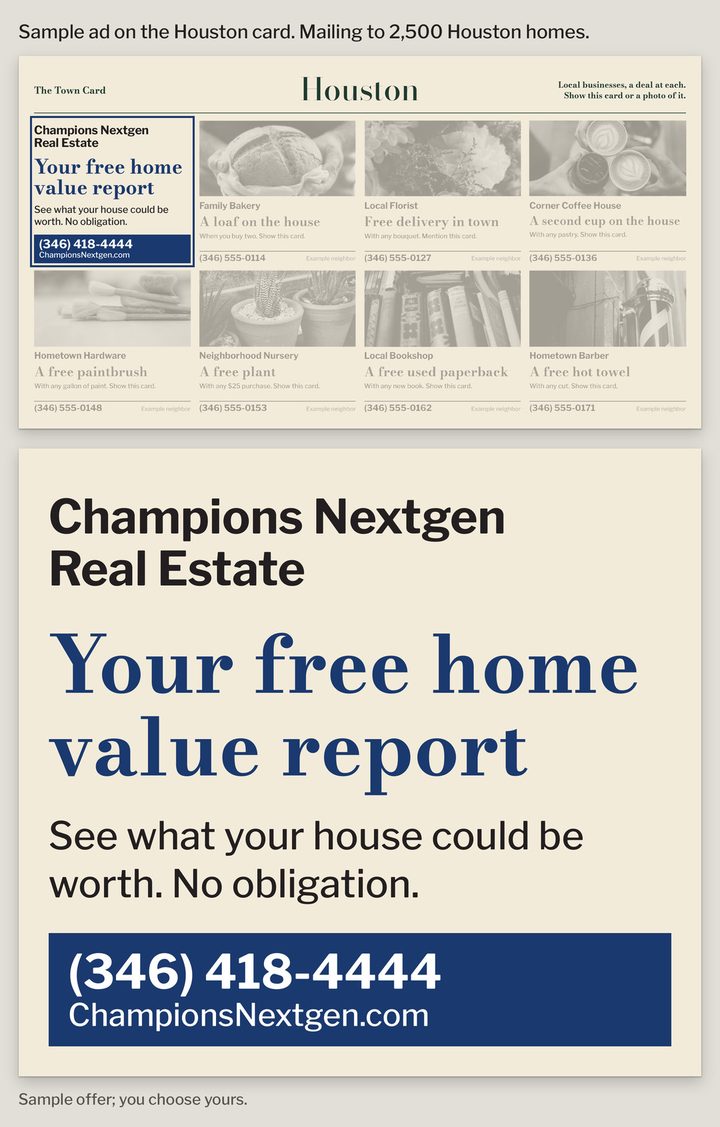 Sample ad on the Houston card. Mailing to 2,500 Houston homes.
The Town Card
Houston
Local businesses, a deal at each.
Show this card or a photo of it.
Champions Nextgen
Real Estate
Your free home
value report
See what your house could be
worth. No obligation.
(346) 418-4444
ChampionsNextgen.com
Family Bakery
A loaf on the house
When you buy two. Show this card.
(346) 555-0114
Example neighbor
Local Florist
Free delivery in town
With any bouquet. Mention this card.
(346) 555-0127
Example neighbor
Corner Coffee House
A second cup on the house
With any pastry. Show this card.
(346) 555-0136
Example neighbor
Hometown Hardware
A free paintbrush
With any gallon of paint. Show this card.
(346) 555-0148
Example neighbor
Neighborhood Nursery
A free plant
With any $25 purchase. Show this card.
(346) 555-0153
Example neighbor
Local Bookshop
A free used paperback
With any new book. Show this card.
(346) 555-0162
Example neighbor
Hometown Barber
A free hot towel
With any cut. Show this card.
(346) 555-0171
Example neighbor
Champions Nextgen
Real Estate
Your free home
value report
See what your house could be
worth. No obligation.
(346) 418-4444
ChampionsNextgen.com
Sample offer; you choose yours.